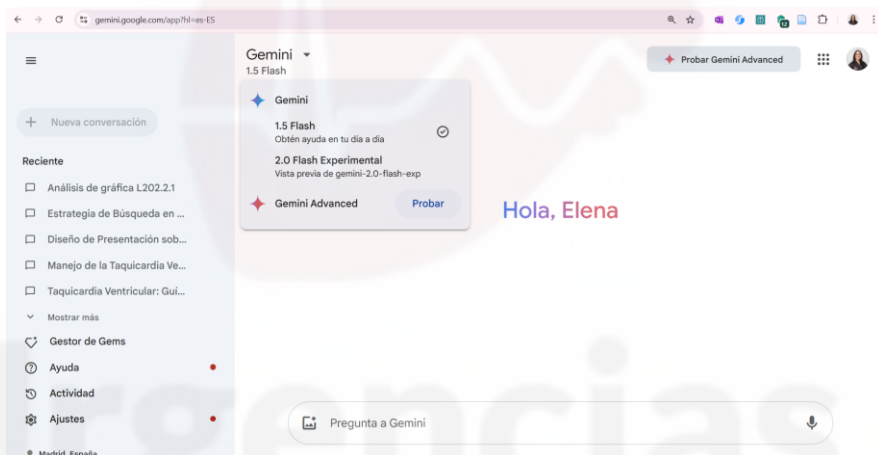 gemini.google.com/app?hl=es-ES
12
Gemini
1.5 Flash
Probar Gemini Advanced
Gemini
1.5 Flash
Obtén ayuda en tu día a día
2.0 Flash Experimental
Vista previa de gemini-2.0-flash-exp
Gemini Advanced
Probar
Nueva conversación
Reciente
Análisis de gráfica L202.2.1
Estrategia de Búsqueda en ...
Diseño de Presentación sob...
Manejo de la Taquicardia Ve...
Taquicardia Ventricular: Guí...
Mostrar más
Gestor de Gems
Ayuda
Actividad
Ajustes
Madrid, España
Hola, Elena
Pregunta a Gemini
rgencias